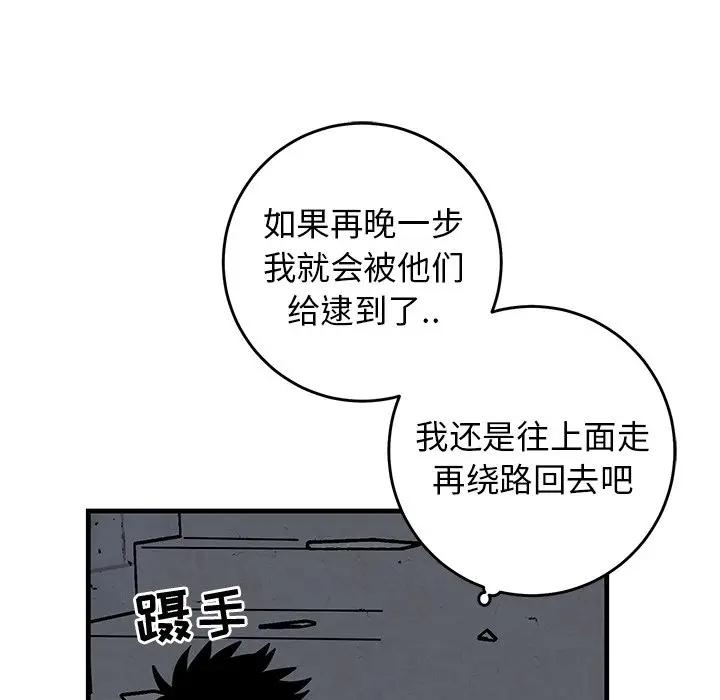 如果再晚一步
我就会被他们
给逮到了..
我还是往上面走
再绕路回去吧
蹑手